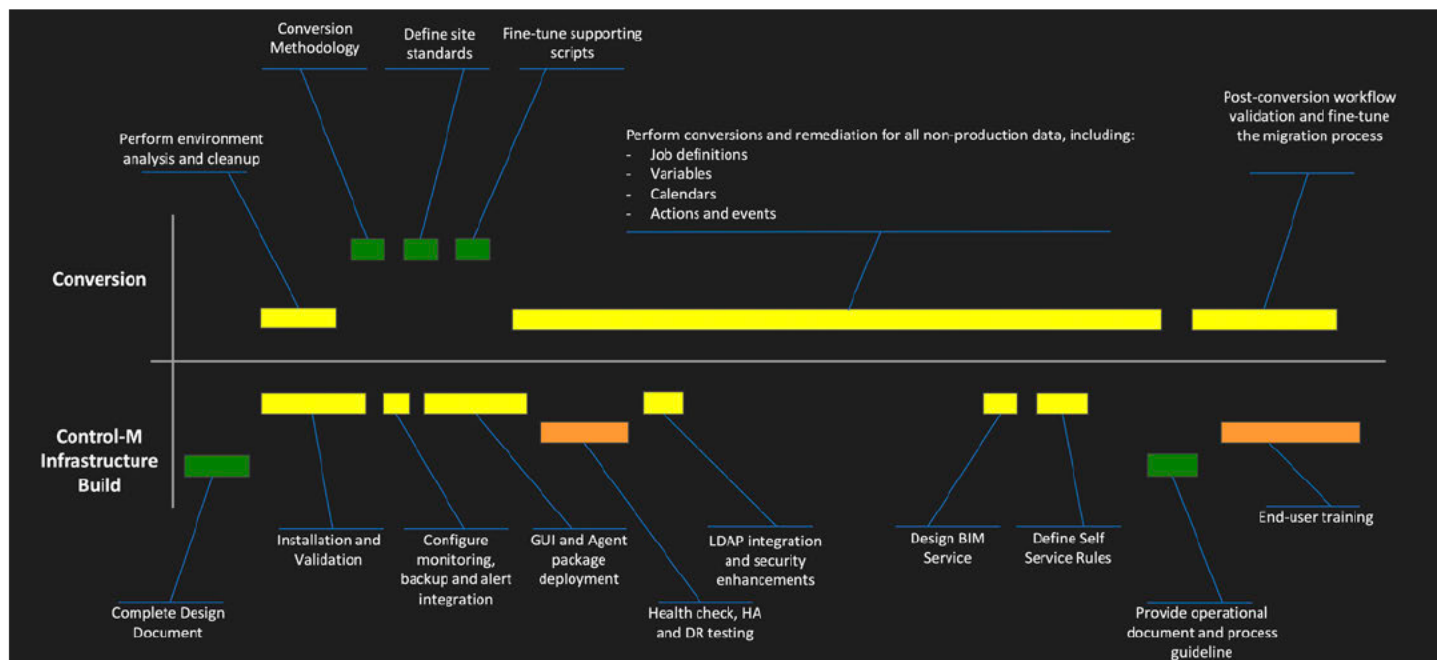 Conversion
Methodology
Define site
standards
Fine-tune supporting
scripts
Perform environment
analysis and cleanup
Perform conversions and remediation for all non-production data, including:
- Job definitions
- Variables
- Calendars
- Actions and events
Post-conversion workflow
validation and fine-tune
the migration process
Conversion
Control-M
Infrastructure
Build
Complete Design
Document
Installation and
Validation
Configure
monitoring,
backup and alert
integration
GUI and Agent
package
deployment
Health check, HA
and DR testing
LDAP integration
and security
enhancements
Design BIM
Service
Define Self
Service Rules
Provide operational
document and process
guideline
End-user training